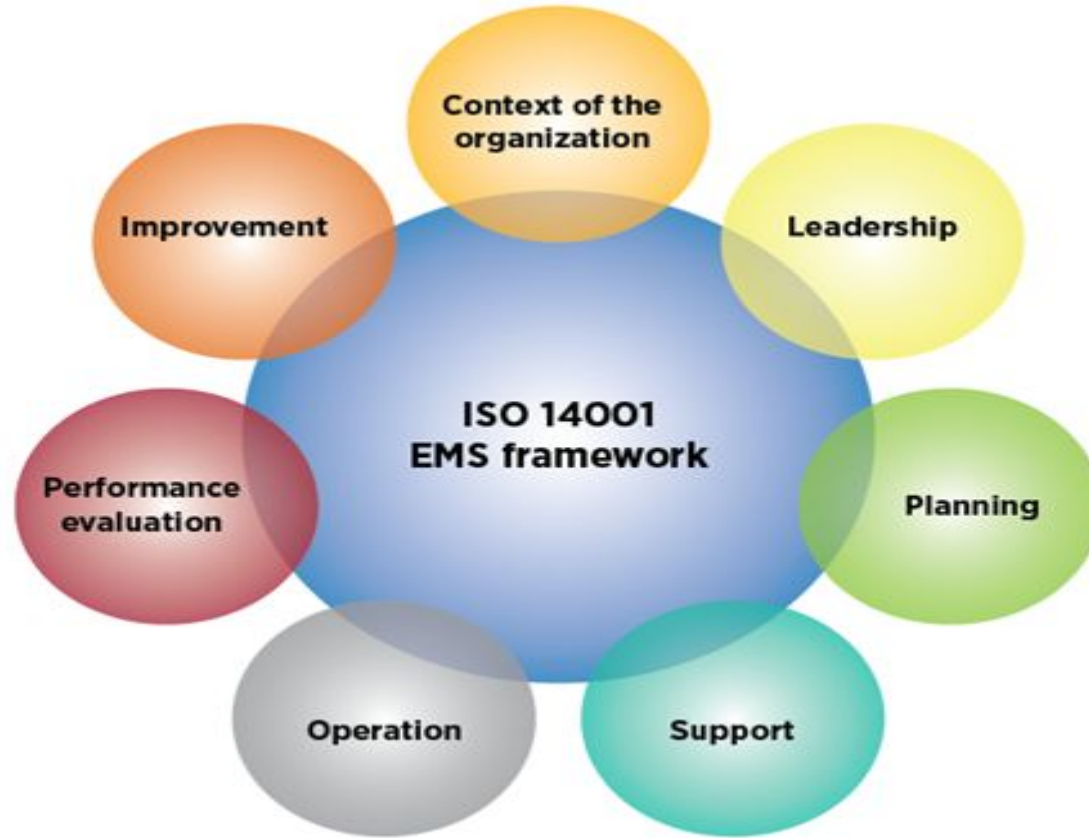 Context of the
organization
Leadership
Planning
Support
Operation
Performance
evaluation
Improvement
ISO 14001
EMS framework